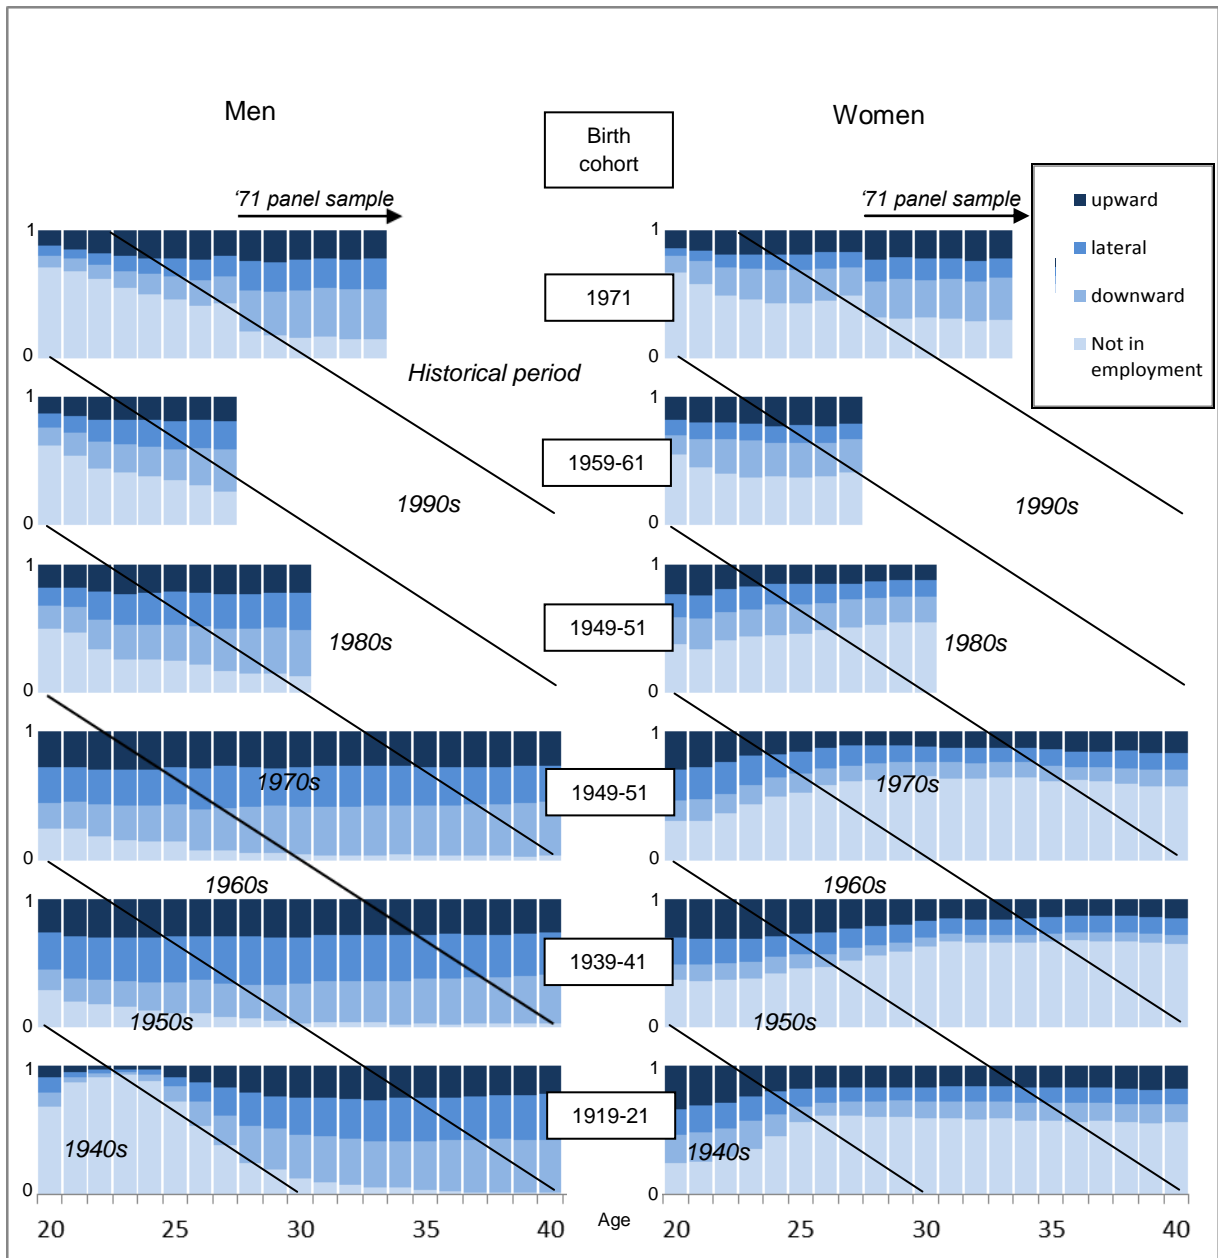 Men
Birth
cohort
Women
'71 panel sample
'71 panel sample
upward
lateral
downward
Not in
employment
1
0
1971
1
0
Historical period
1
0
1959-61
1
0
1990s
1990s
1
0
1949-51
1
0
1980s
1980s
1
0
1949-51
1
0
1970s
1970s
1960s
1960s
1
0
1939-41
1
0
1950s
1950s
1
0
1919-21
1
0
1940s
1940s
20 25 30 35 40
Age
20 25 30 35 40